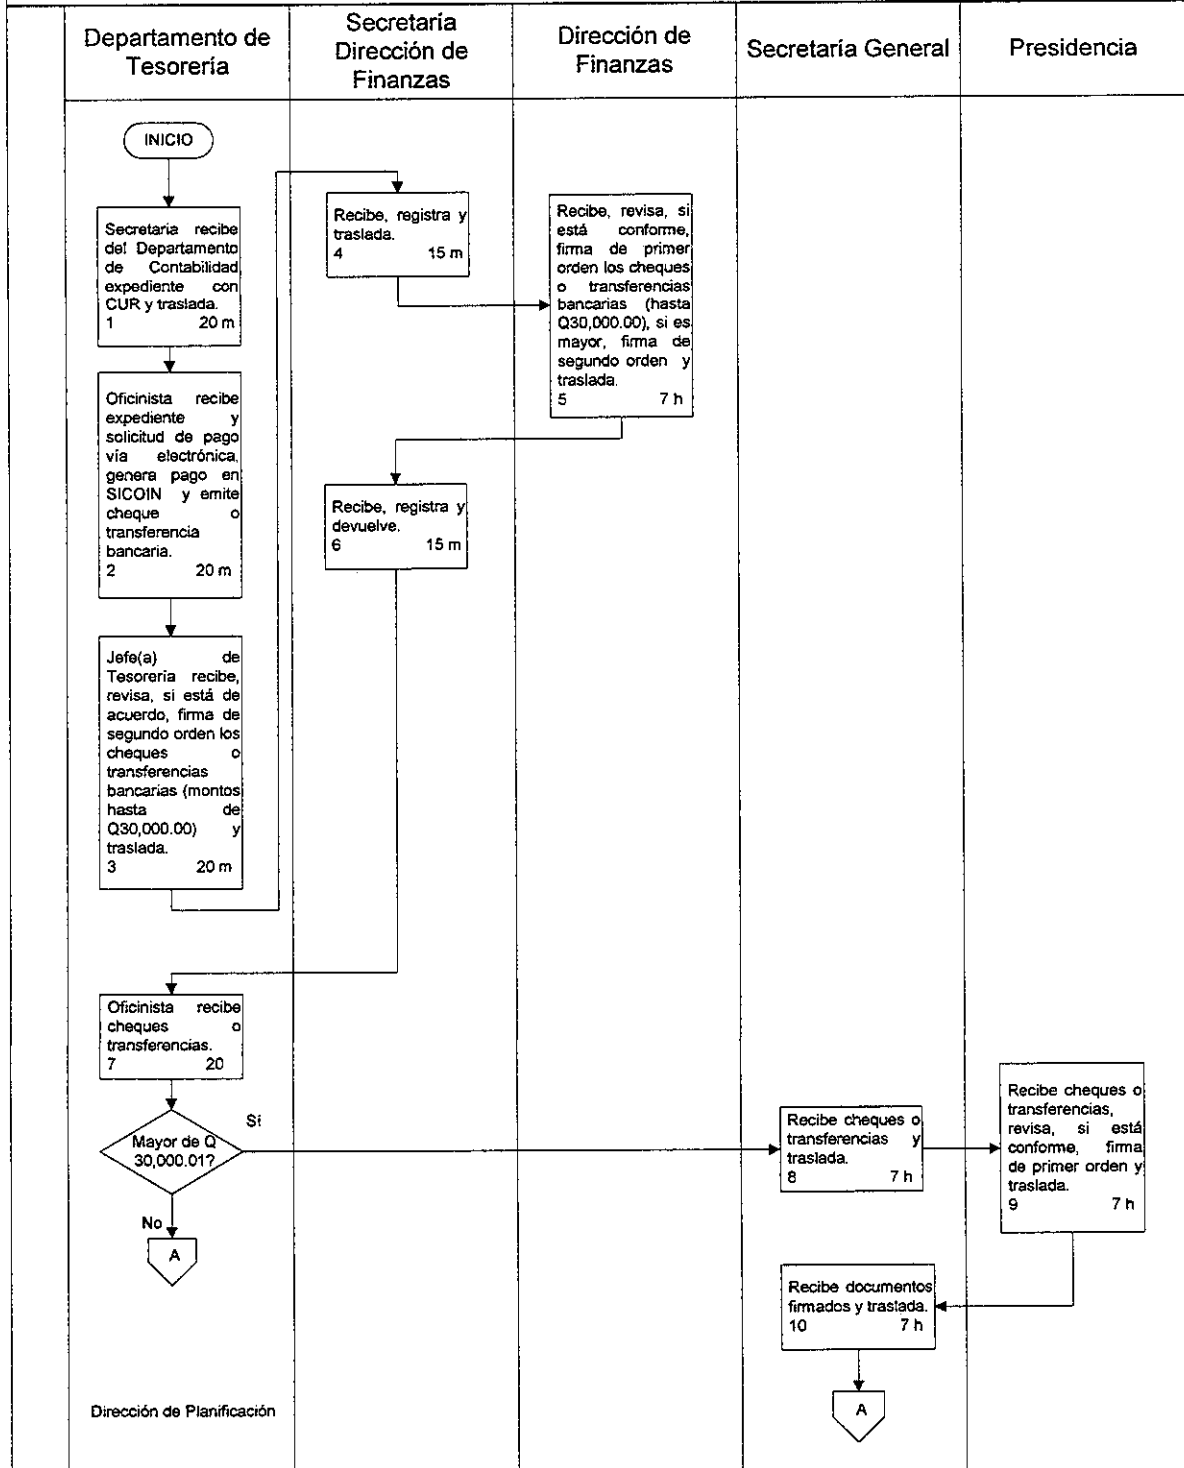 Departamento de
Tesorería
Secretaría
Dirección de
Finanzas
Dirección de
Finanzas
Secretaría General
Presidencia
INICIO
Secretaria recibe
del Departamento
de Contabilidad
expediente con
CUR y traslada.
1 20 m
Oficinista recibe
expediente y
solicitud de pago
vía electrónica,
genera pago en
SICOIN y emite
cheque o
transferencia
bancaria.
2 20 m
Jefe(a) de
Tesorería recibe,
revisa, si está de
acuerdo, firma de
segundo orden los
cheques o
transferencias
bancarias (montos
hasta de
Q30,000.00) y
traslada.
3 20 m
Recibe, registra y
traslada.
4 15 m
Recibe, revisa, si
está conforme,
firma de primer
orden los cheques
o transferencias
bancarias (hasta
Q30,000.00), si es
mayor, firma de
segundo orden y
traslada.
5 7 h
Recibe, registra y
devuelve.
6 15 m
Oficinista recibe
cheques o
transferencias.
7 20
Mayor de Q
30,000.01?
Sí
No
A
Recibe cheques o
transferencias y
traslada.
8 7 h
Recibe cheques o
transferencias,
revisa, si está
conforme, firma
de primer orden y
traslada.
9 7 h
Recibe documentos
firmados y traslada.
10 7 h
A
Dirección de Planificación